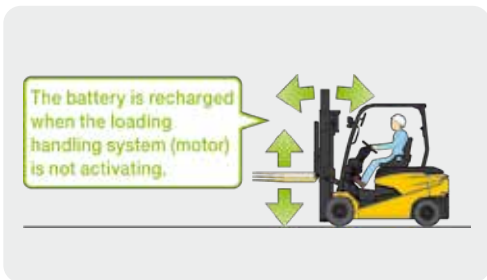 The battery is recharged
when the loading
handling system (motor)
is not activating.